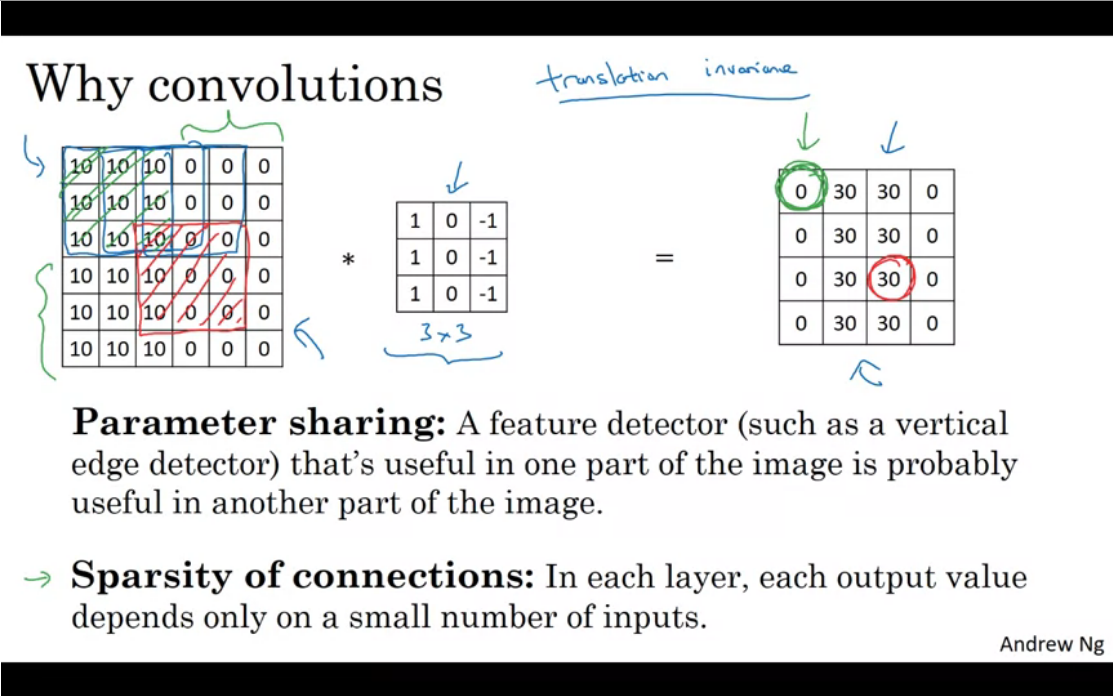 Why convolutions
translation invariance
10 10 10 0 0 0
10 10 10 0 0 0
10 10 10 0 0 0
10 10 10 0 0 0
10 10 10 0 0 0
10 10 10 0 0 0
*
1 0 -1
1 0 -1
1 0 -1
3×3
=
0 30 30 0
0 30 30 0
0 30 30 0
0 30 30 0
Parameter sharing: A feature detector (such as a vertical
edge detector) that’s useful in one part of the image is probably
useful in another part of the image.
→ Sparsity of connections: In each layer, each output value
depends only on a small number of inputs.
Andrew Ng